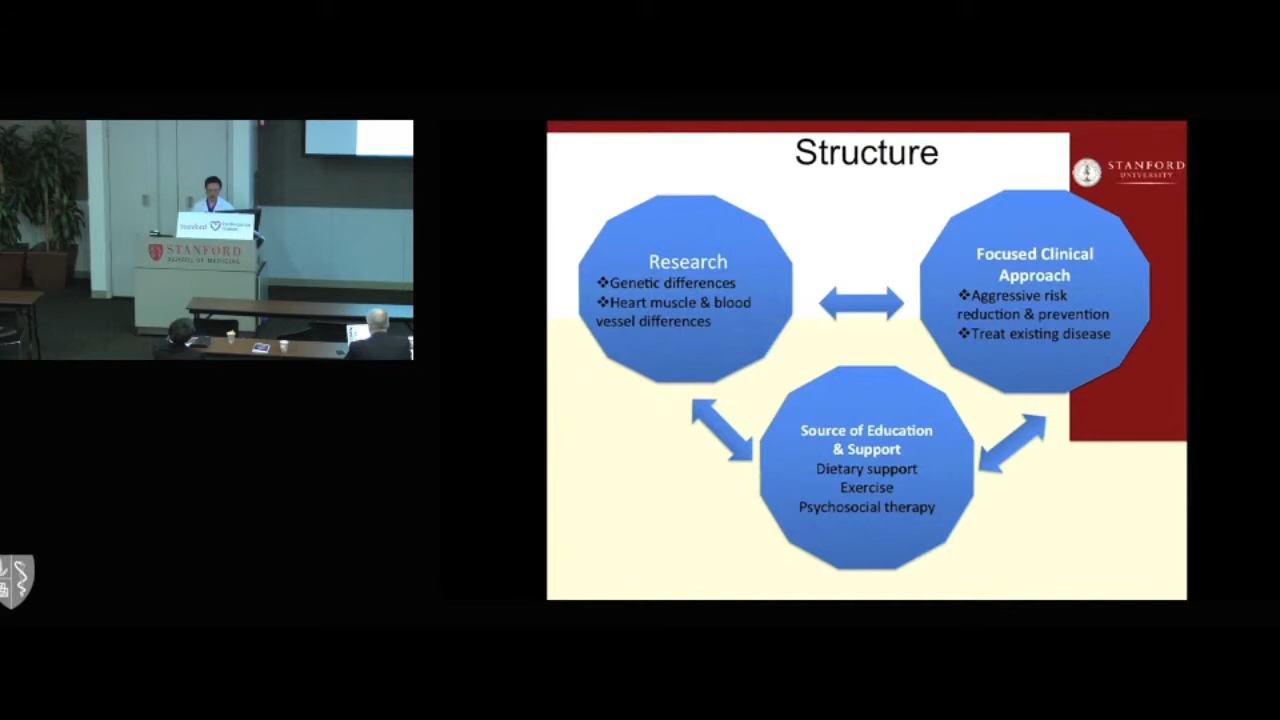 Structure
STANFORD
UNIVERSITY
Research
❖Genetic differences
❖Heart muscle & blood
vessel differences
Focused Clinical
Approach
❖Aggressive risk
reduction & prevention
❖Treat existing disease
Source of Education
& Support
Dietary support
Exercise
Psychosocial therapy
Stanford
STANFORD
SCHOOL OF MEDICINE